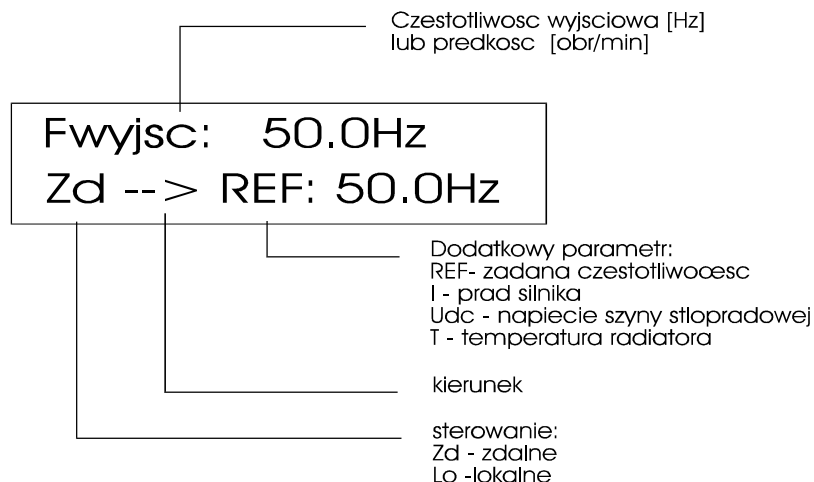 Czestotliwosc wyjsciowa [Hz]
lub predkosc [obr/min]
Fwyjsc: 50.0Hz
Zd --> REF: 50.0Hz
Dodatkowy parametr:
REF- zadana czestotliwoœsc
I - prad silnika
Udc - napiecie szyny stlopradowej
T - temperatura radiatora
kierunek
sterowanie:
Zd - zdalne
Lo -lokalne